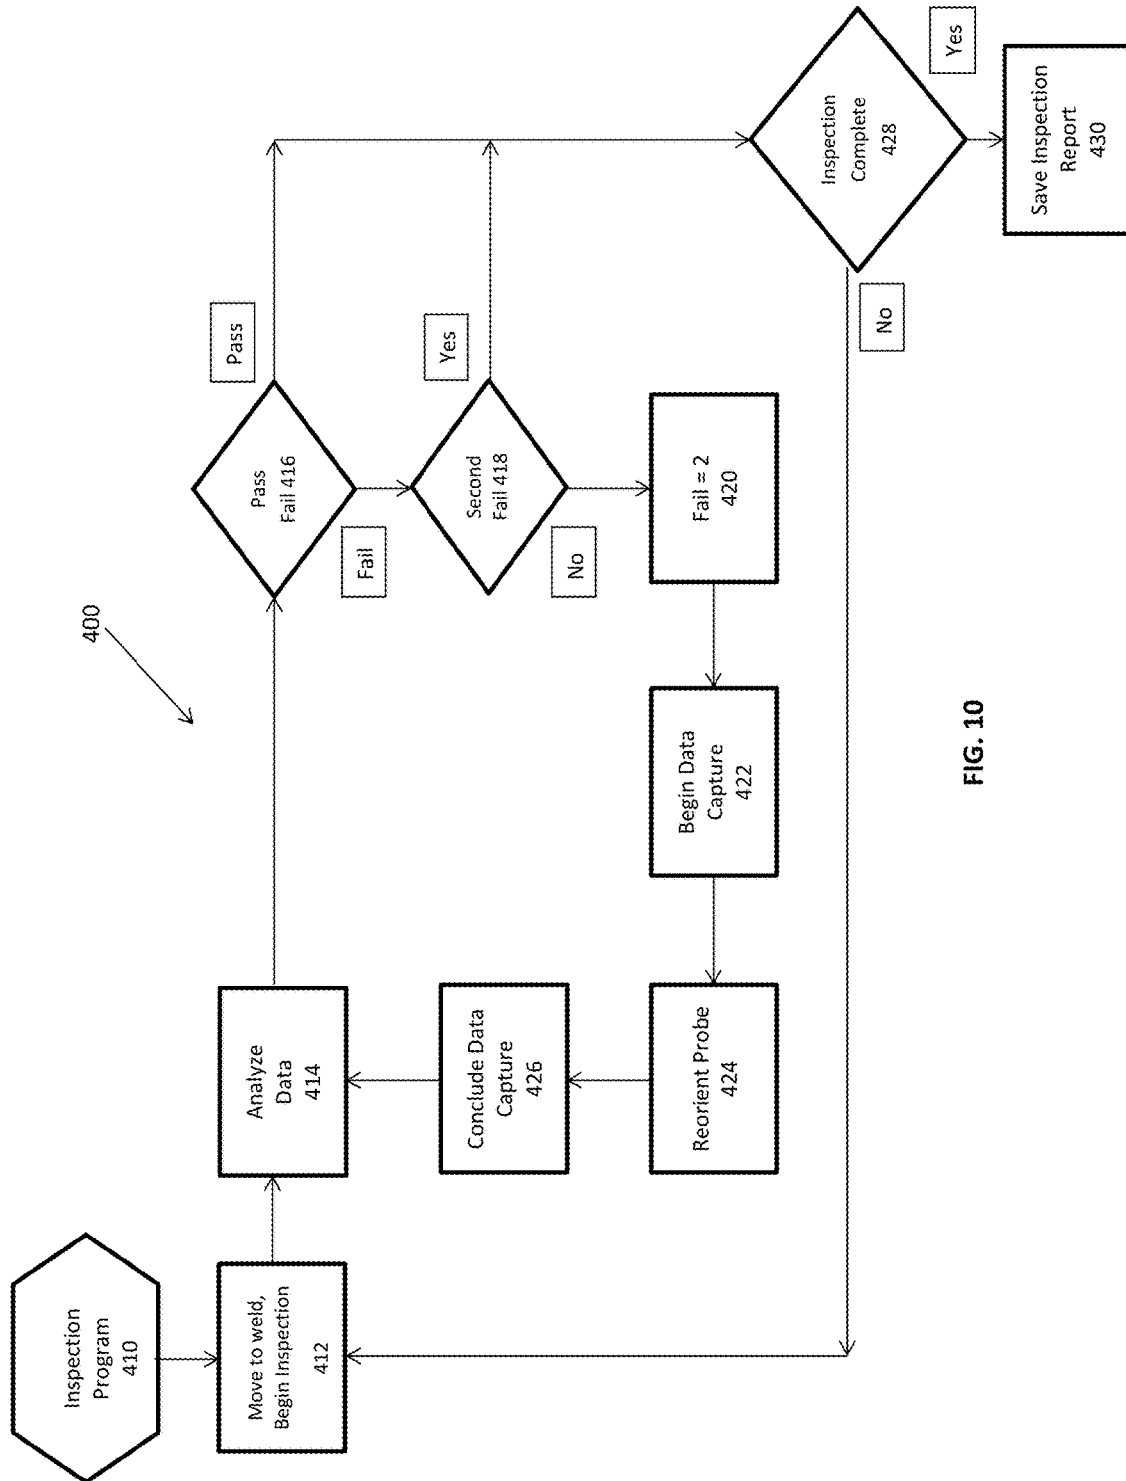 400
Inspection
Program
410
Move to weld,
Begin Inspection
412
Analyze
Data
414
Pass
Fail 416
Pass
Fail
Second
Fail 418
Yes
No
Fail = 2
420
Begin Data
Capture
422
Reorient Probe
424
Conclude Data
Capture
426
Inspection
Complete
428
Yes
No
Save Inspection
Report
430
FIG. 10